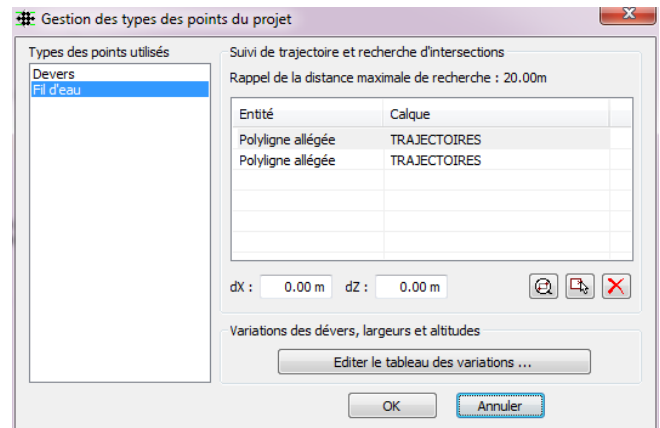 Gestion des types des points du projet
Types des points utilisés
Devers
Fil d'eau
Suivi de trajectoire et recherche d'intersections
Rappel de la distance maximale de recherche : 20.00m
Entité Calque
Polyligne allégée TRAJECTOIRES
Polyligne allégée TRAJECTOIRES
dX : 0.00 m dZ : 0.00 m
Variations des dévers, largeurs et altitudes
Editer le tableau des variations ...
OK Annuler